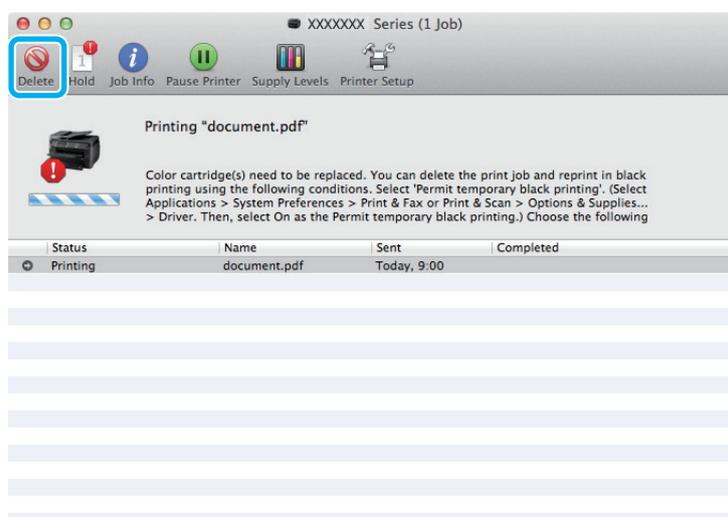 XXXXXXX Series (1 Job)
1
Delete Hold Job Info Pause Printer Supply Levels Printer Setup
Printing "document.pdf"
Color cartridge(s) need to be replaced. You can delete the print job and reprint in black
printing using the following conditions. Select 'Permit temporary black printing'. (Select
Applications > System Preferences > Print & Fax or Print & Scan > Options & Supplies...
> Driver. Then, select On as the Permit temporary black printing.) Choose the following
Status Name Sent Completed
Printing document.pdf Today, 9:00